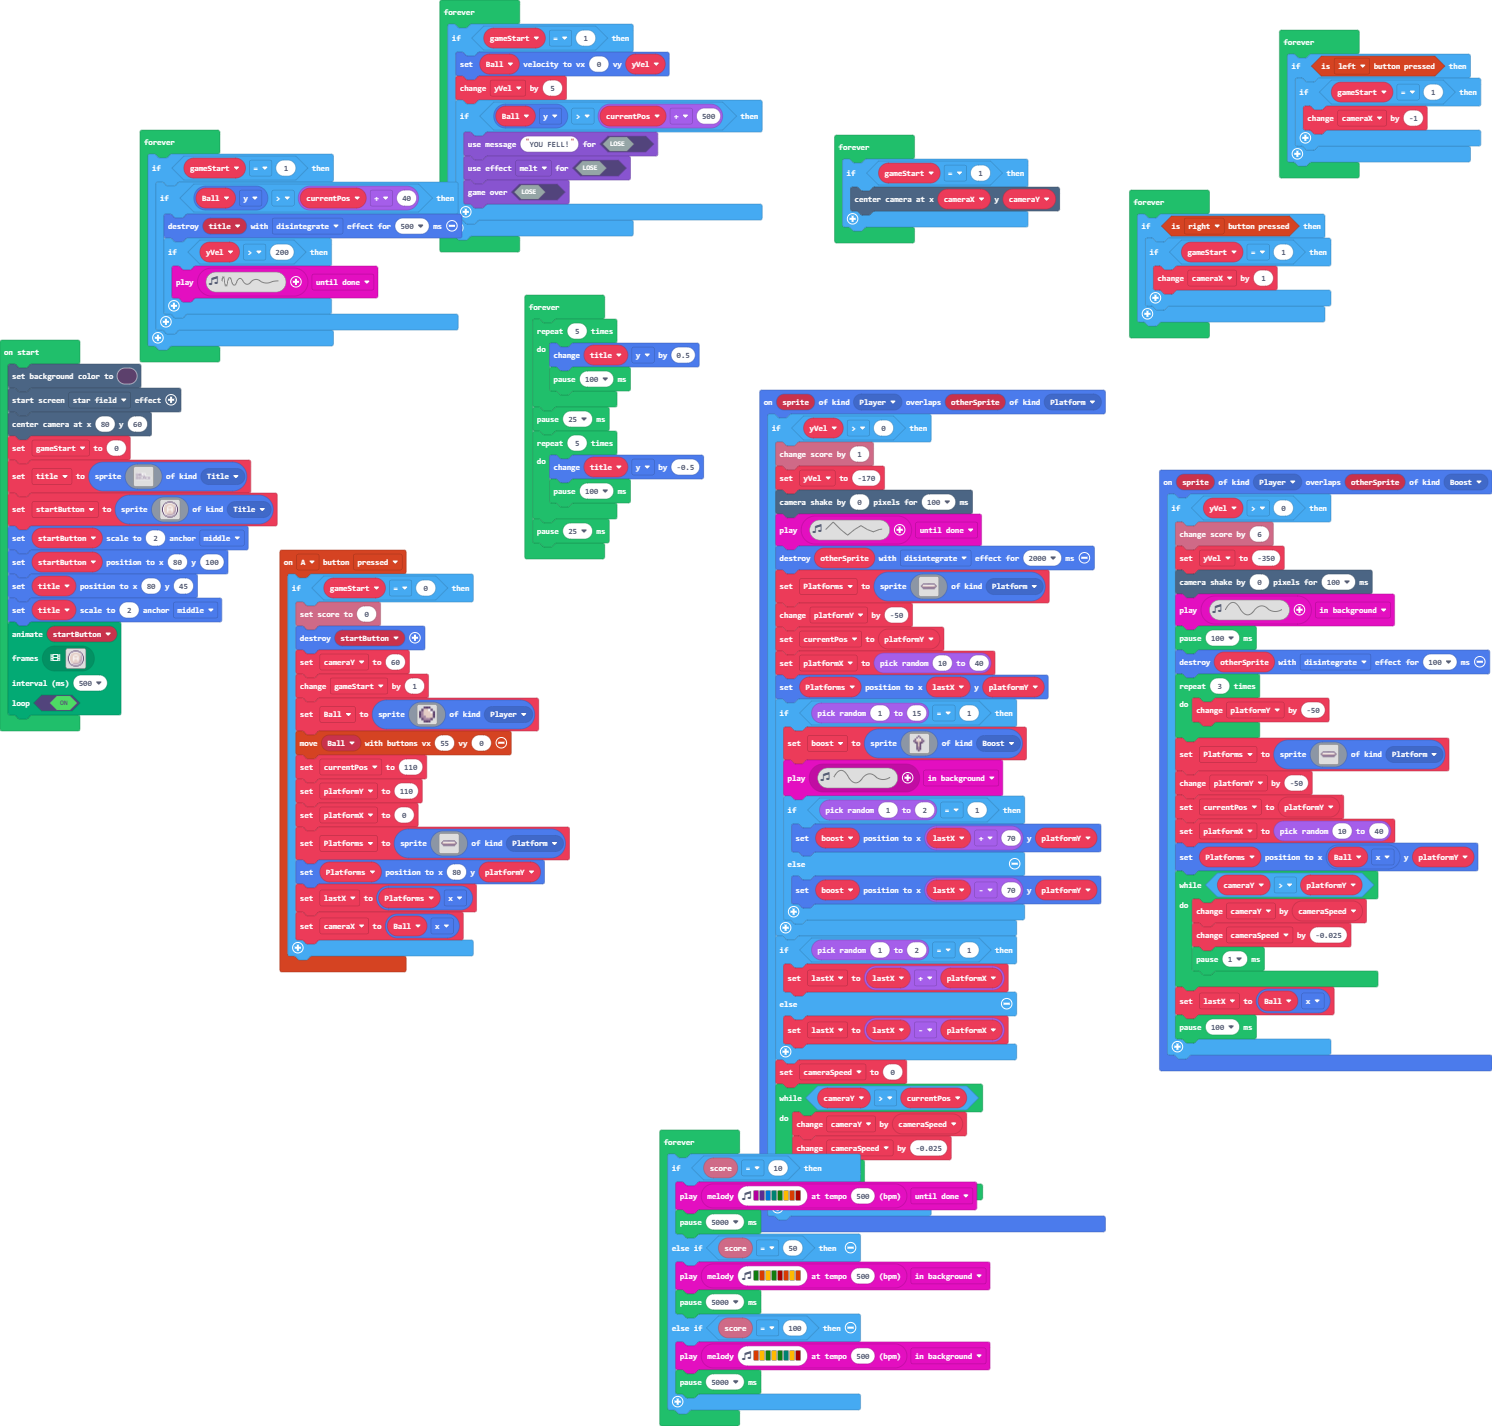 on start
set background color to
start screen star field effect
center camera at x 80 y 60
set gameStart to 0
set title to sprite of kind Title
set startButton to sprite of kind Title
set startButton scale to 2 anchor middle
set startButton position to x 80 y 100
set title position to x 80 y 45
set title scale to 2 anchor middle
animate startButton
frames
interval (ms) 500
loop ON
forever
if gameStart = 1 then
if Ball y > currentPos + 40 then
destroy title with disintegrate effect for 500 ms
if yVel > 200 then
play until done
forever
if gameStart = 1 then
set Ball velocity to vx 0 vy yVel
change yVel by 5
if Ball y > currentPos + 500 then
use message "YOU FELL!" for LOSE
use effect melt for LOSE
game over LOSE
on A button pressed
if gameStart = 0 then
set score to 0
destroy startButton
set cameraY to 60
change gameStart by 1
set Ball to sprite of kind Player
move Ball with buttons vx 55 vy 0
set currentPos to 110
set platformY to 110
set platformX to 0
set Platforms to sprite of kind Platform
set Platforms position to x 80 y platformY
set lastX to Platforms x
set cameraX to Ball x
forever
repeat 5 times
do change title y by 0.5
pause 100 ms
pause 25 ms
repeat 5 times
do change title y by -0.5
pause 100 ms
pause 25 ms
forever
if gameStart = 1 then
center camera at x cameraX y cameraY
forever
if is left button pressed then
if gameStart = 1 then
change cameraX by -1
forever
if is right button pressed then
if gameStart = 1 then
change cameraX by 1
on sprite of kind Player overlaps otherSprite of kind Platform
if yVel > 0 then
change score by 1
set yVel to -170
camera shake by 0 pixels for 100 ms
play until done
destroy otherSprite with disintegrate effect for 2000 ms
set Platforms to sprite of kind Platform
change platformY by -50
set currentPos to platformY
set platformX to pick random 10 to 40
set Platforms position to x lastX y platformY
if pick random 1 to 15 = 1 then
set boost to sprite of kind Boost
play in background
if pick random 1 to 2 = 1 then
set boost position to x lastX + 70 y platformY
else
set boost position to x lastX - 70 y platformY
if pick random 1 to 2 = 1 then
set lastX to lastX + platformX
else
set lastX to lastX - platformX
set cameraSpeed to 0
while cameraY > currentPos
do change cameraY by cameraSpeed
change cameraSpeed by -0.025
forever
if score = 10 then
play melody at tempo 500 (bpm) until done
pause 5000 ms
else if score = 50 then
play melody at tempo 500 (bpm) in background
pause 5000 ms
else if score = 100 then
play melody at tempo 500 (bpm) in background
pause 5000 ms
on sprite of kind Player overlaps otherSprite of kind Boost
if yVel > 0 then
change score by 6
set yVel to -350
camera shake by 0 pixels for 100 ms
play in background
pause 100 ms
destroy otherSprite with disintegrate effect for 100 ms
repeat 3 times
do change platformY by -50
set Platforms to sprite of kind Platform
change platformY by -50
set currentPos to platformY
set platformX to pick random 10 to 40
set Platforms position to x Ball x y platformY
while cameraY > platformY
do change cameraY by cameraSpeed
change cameraSpeed by -0.025
pause 1 ms
set lastX to Ball x
pause 100 ms